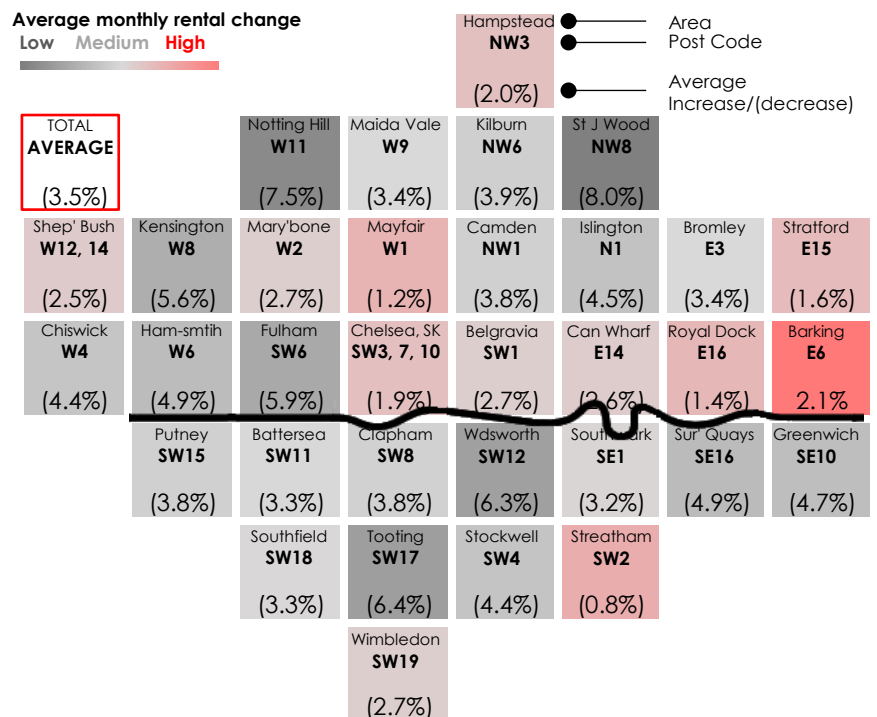 Average monthly rental change
Low Medium High
Hampstead
NW3
(2.0%)
Area
Post Code
Average
Increase/(decrease)
TOTAL
AVERAGE
(3.5%)
Notting Hill
W11
(7.5%)
Maida Vale
W9
(3.4%)
Kilburn
NW6
(3.9%)
St J Wood
NW8
(8.0%)
Shep' Bush
W12, 14
(2.5%)
Kensington
W8
(5.6%)
Mary'bone
W2
(2.7%)
Mayfair
W1
(1.2%)
Camden
NW1
(3.8%)
Islington
N1
(4.5%)
Bromley
E3
(3.4%)
Stratford
E15
(1.6%)
Chiswick
W4
(4.4%)
Ham-smtih
W6
(4.9%)
Fulham
SW6
(5.9%)
Chelsea, SK
SW3, 7, 10
(1.9%)
Belgravia
SW1
(2.7%)
Can Wharf
E14
(2.6%)
Royal Dock
E16
(1.4%)
Barking
E6
2.1%
Putney
SW15
(3.8%)
Battersea
SW11
(3.3%)
Clapham
SW8
(3.8%)
Wdsworth
SW12
(6.3%)
Southwark
SE1
(3.2%)
Sur' Quays
SE16
(4.9%)
Greenwich
SE10
(4.7%)
Southfield
SW18
(3.3%)
Tooting
SW17
(6.4%)
Stockwell
SW4
(4.4%)
Streatham
SW2
(0.8%)
Wimbledon
SW19
(2.7%)